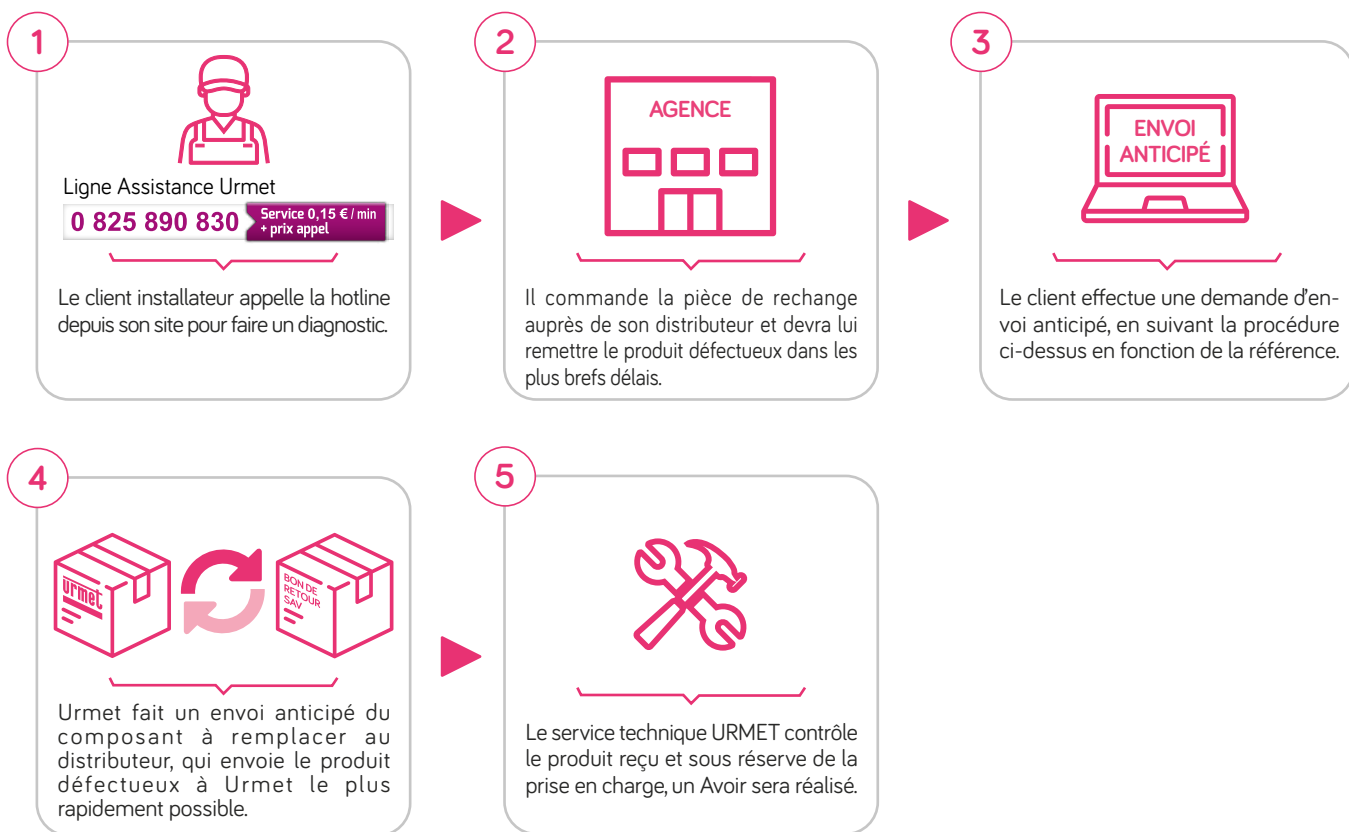 1
Ligne Assistance Urmet
0 825 890 830
Service 0,15 € / min
+ prix appel
Le client installateur appelle la hotline
depuis son site pour faire un diagnostic.
2
AGENCE
Il commande la pièce de rechange
auprès de son distributeur et devra lui
remettre le produit défectueux dans les
plus brefs délais.
3
ENVOI
ANTICIPÉ
Le client effectue une demande d'en-
voi anticipé, en suivant la procédure
ci-dessus en fonction de la référence.
4
urmet
BON DE
RETOUR
SAV
Urmet fait un envoi anticipé du
composant à remplacer au
distributeur, qui envoie le produit
défectueux à Urmet le plus
rapidement possible.
5
Le service technique URMET contrôle
le produit reçu et sous réserve de la
prise en charge, un Avoir sera réalisé.